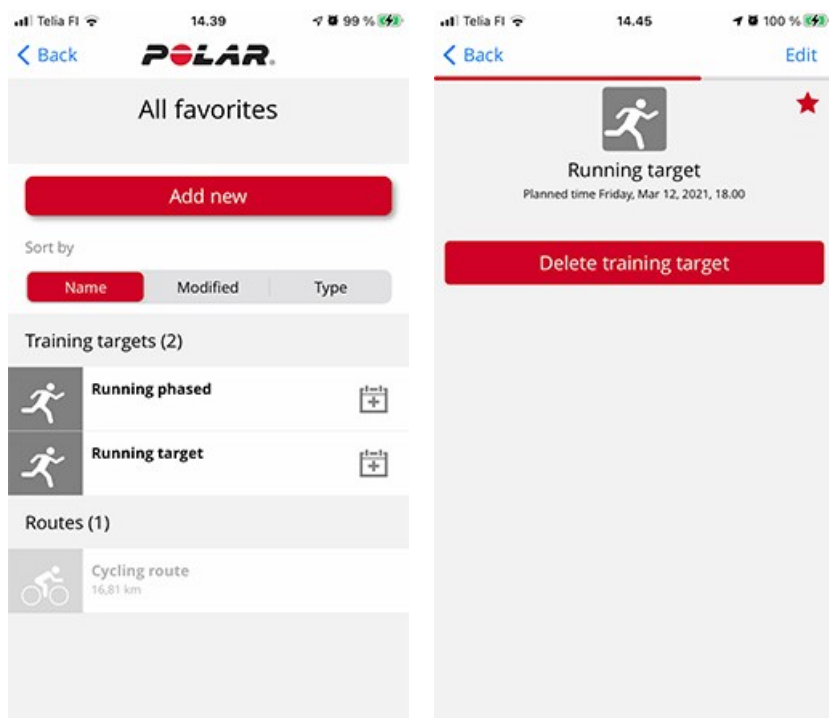 Telia FI 14.39 99 %
Back POLAR.
All favorites
Add new
Sort by
Name Modified Type
Training targets (2)
Running phased
Running target
Routes (1)
Cycling route
16,81 km
Telia FI 14.45 100 %
Back Edit
Running target
Planned time Friday, Mar 12, 2021, 18.00
Delete training target